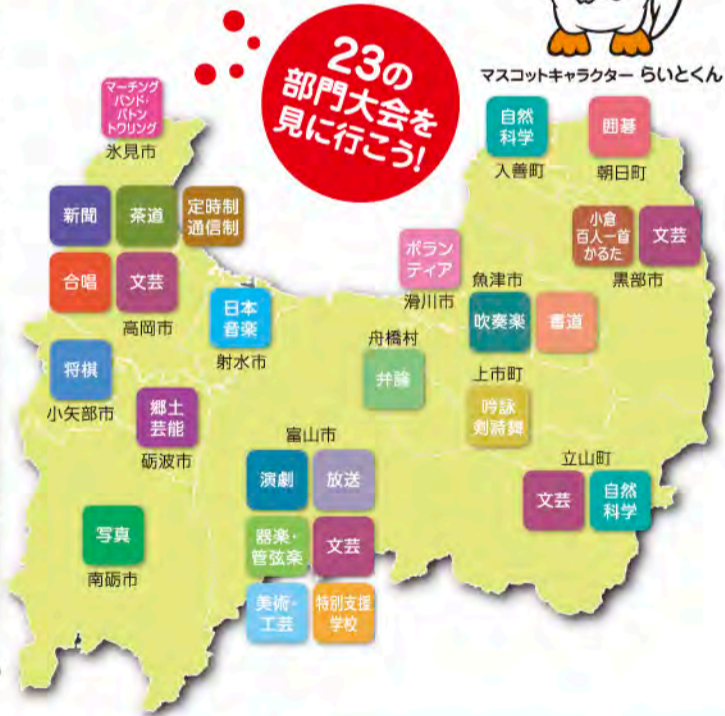 23の
部門大会を
見に行こう!
マスコットキャラクター らいとくん
マーチング
バンド・
バトン
トワリング
氷見市
自然
科学
入善町
囲碁
朝日町
新聞
茶道
定時制
通信制
合唱
文芸
高岡市
日本
音楽
射水市
ボラン
ティア
滑川市
小倉
百人一首
かるた
文芸
黒部市
魚津市
吹奏楽
書道
舟橋村
弁論
上市町
吟詠
剣詩舞
将棋
小矢部市
郷土
芸能
砺波市
富山市
演劇
放送
器楽・
管弦楽
文芸
美術・
工芸
特別支援
学校
立山町
文芸
自然
科学
写真
南砺市